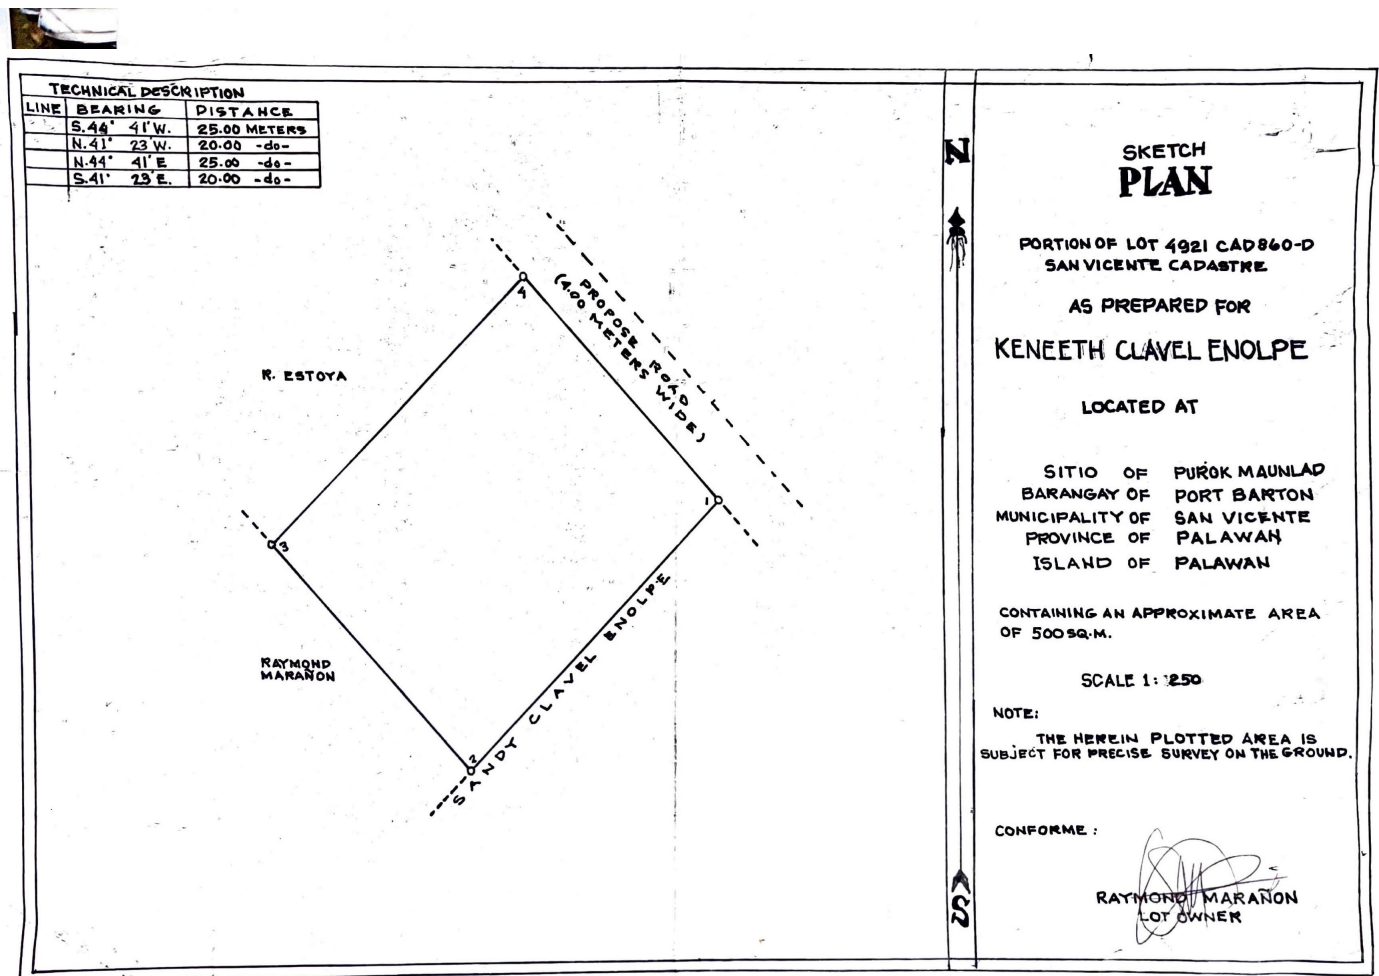 TECHNICAL DESCRIPTION
LINE BEARING DISTANCE
S.44° 41'W. 25.00 METERS
N.41° 23'W. 20.00 -do-
N.44° 41'E 25.00 -do-
S.41° 23'E. 20.00 -do-
4
PROPOSE ROAD
(4.00 METERS WIDE)
R. ESTOYA
1
3
RAYMOND
MARAÑON
2
SANDY CLAVEL ENOLPE
N
S
SKETCH
PLAN
PORTION OF LOT 4921 CAD860-D
SAN VICENTE CADASTRE
AS PREPARED FOR
KENEETH CLAVEL ENOLPE
LOCATED AT
SITIO OF PUROK MAUNLAD
BARANGAY OF PORT BARTON
MUNICIPALITY OF SAN VICENTE
PROVINCE OF PALAWAN
ISLAND OF PALAWAN
CONTAINING AN APPROXIMATE AREA
OF 500 SQ.M.
SCALE 1: 250
NOTE:
THE HEREIN PLOTTED AREA IS
SUBJECT FOR PRECISE SURVEY ON THE GROUND.
CONFORME :
RAYMOND MARAÑON
LOT OWNER